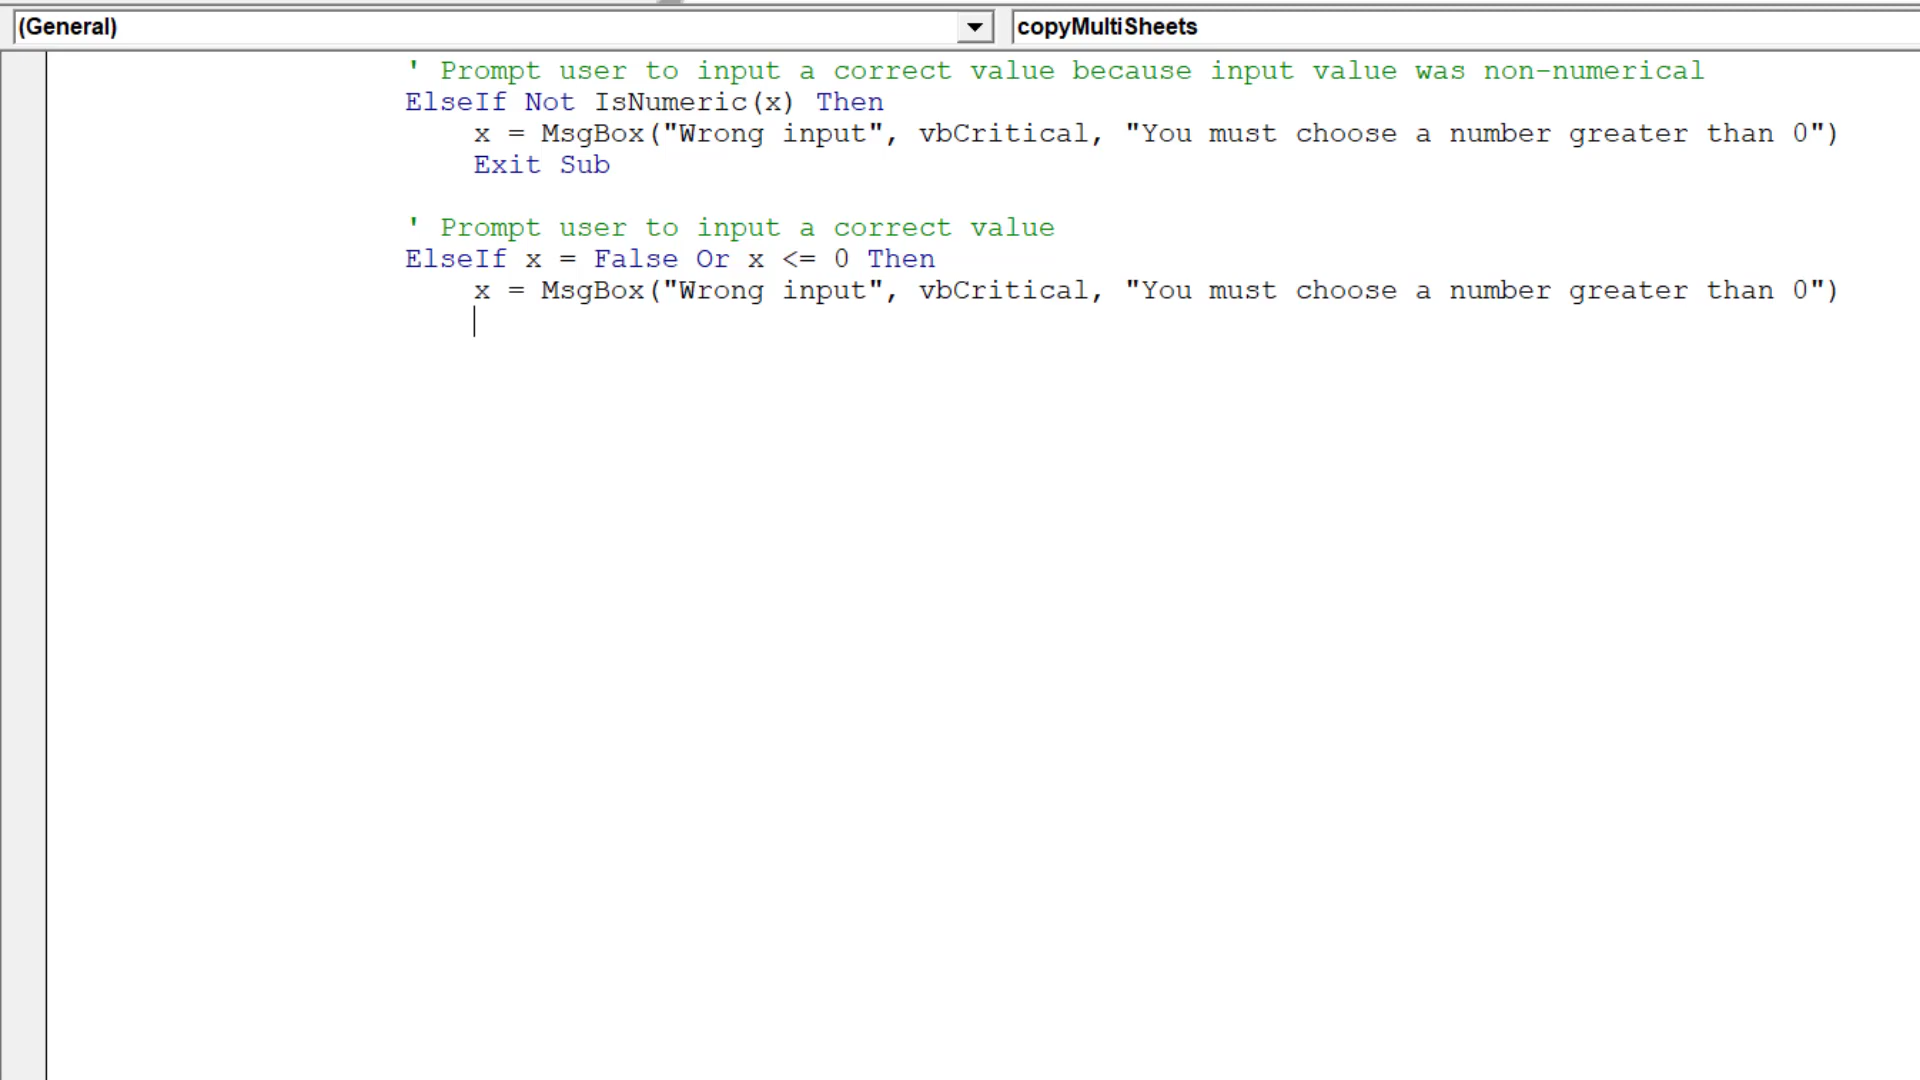 (General)
copyMultiSheets
' Prompt user to input a correct value because input value was non-numerical
ElseIf Not IsNumeric(x) Then
x = MsgBox("Wrong input", vbCritical, "You must choose a number greater than 0")
Exit Sub
' Prompt user to input a correct value
ElseIf x = False Or x <= 0 Then
x = MsgBox("Wrong input", vbCritical, "You must choose a number greater than 0")